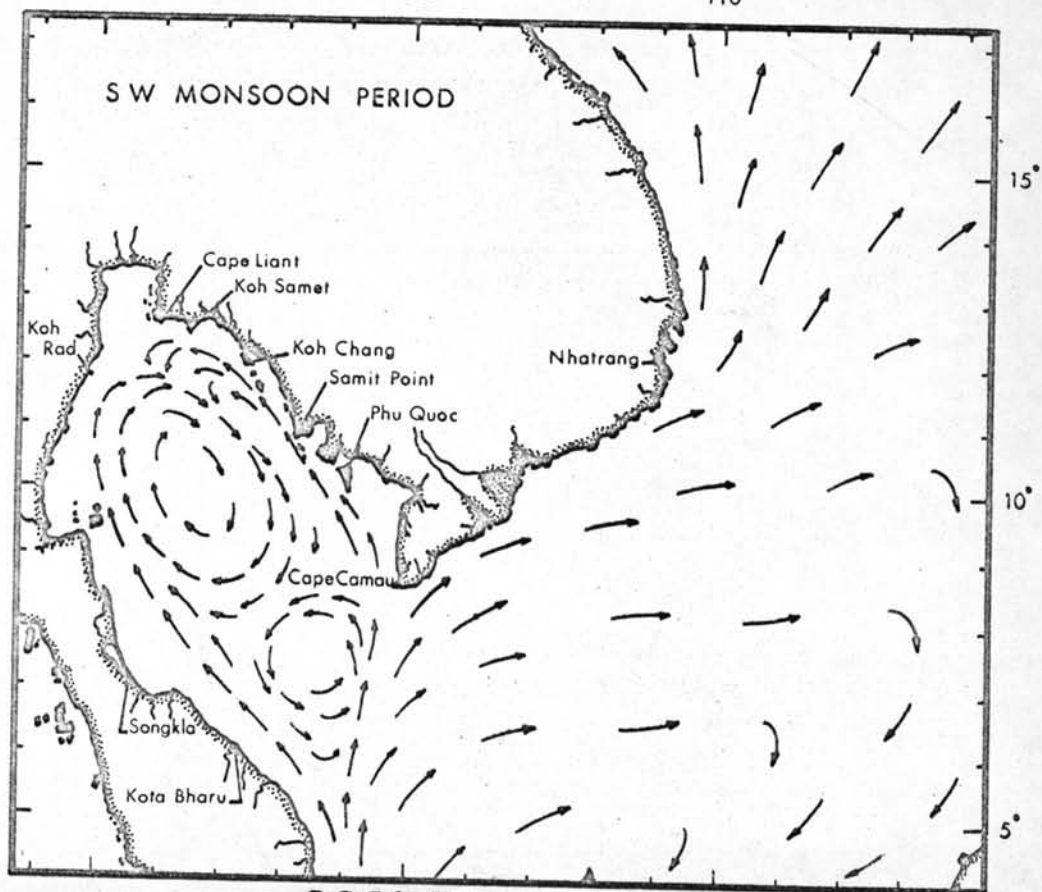 SW MONSOON PERIOD
15°
Cape Liant
Koh Samet
Koh
Rad
Koh Chang
Samit Point
Nhatrang
Phu Quoc
10°
Cape Camau
Songkla
Kota Bharu
5°